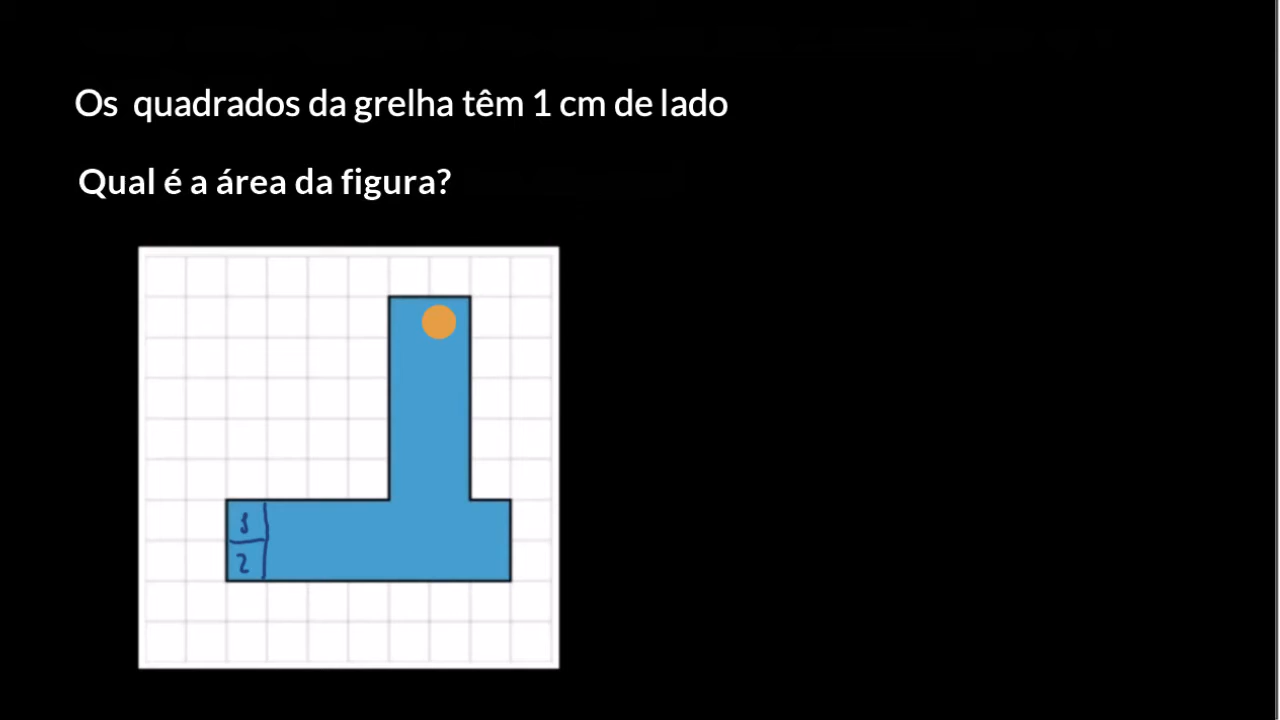 Os quadrados da grelha têm 1 cm de lado
Qual é a área da figura?
1
2